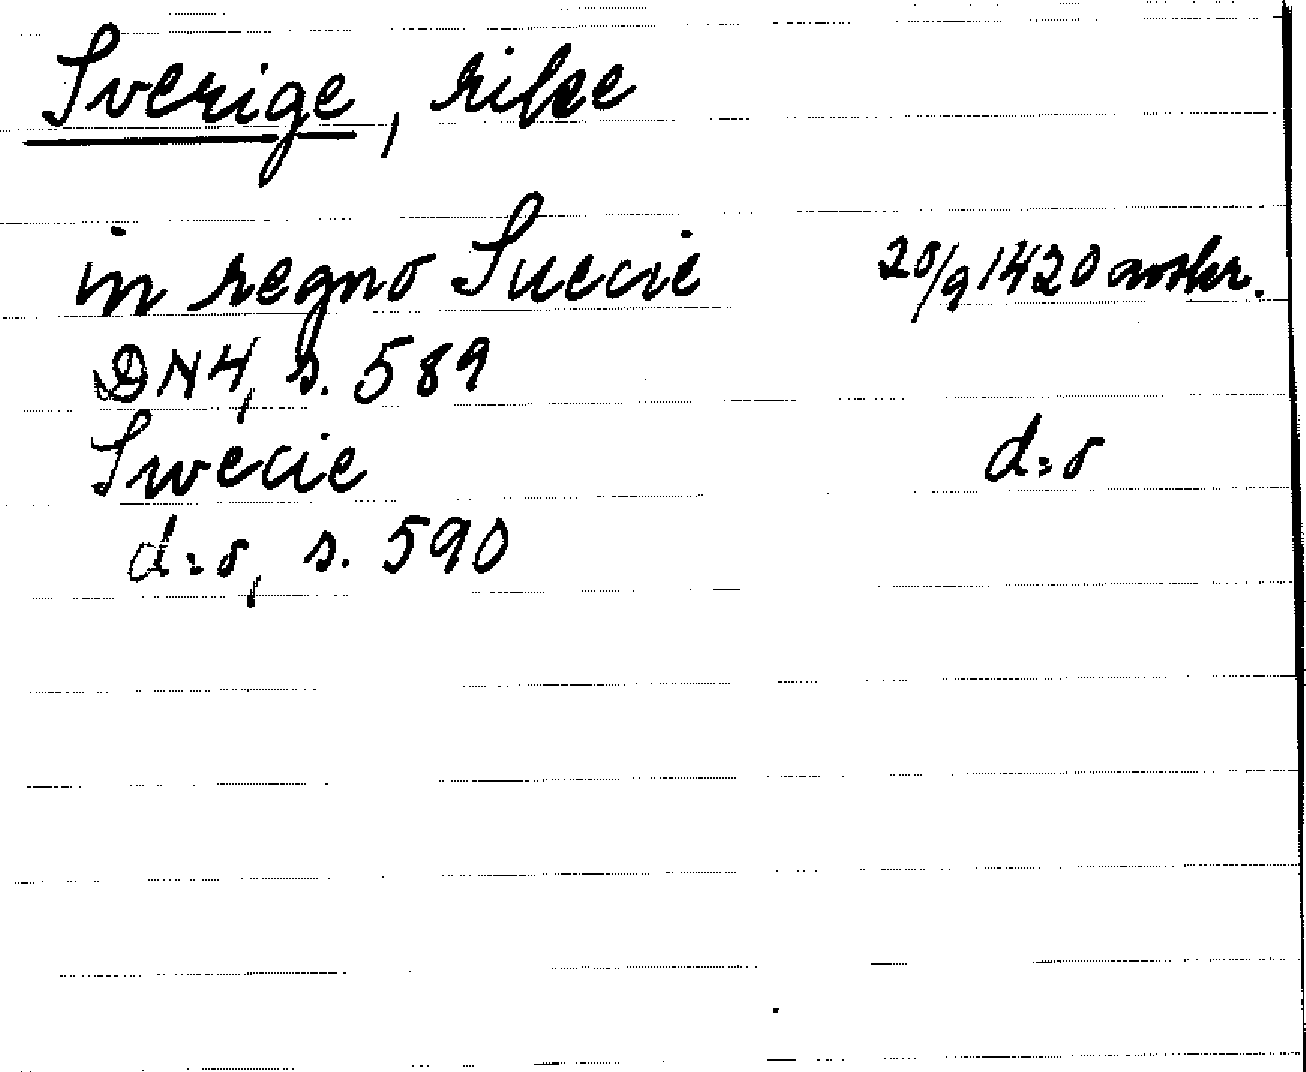 Sverige, rike
in regno Suecie 20/9 1420 avskr.
DN 4, s. 589
Swecie d:o
d:o, s. 590